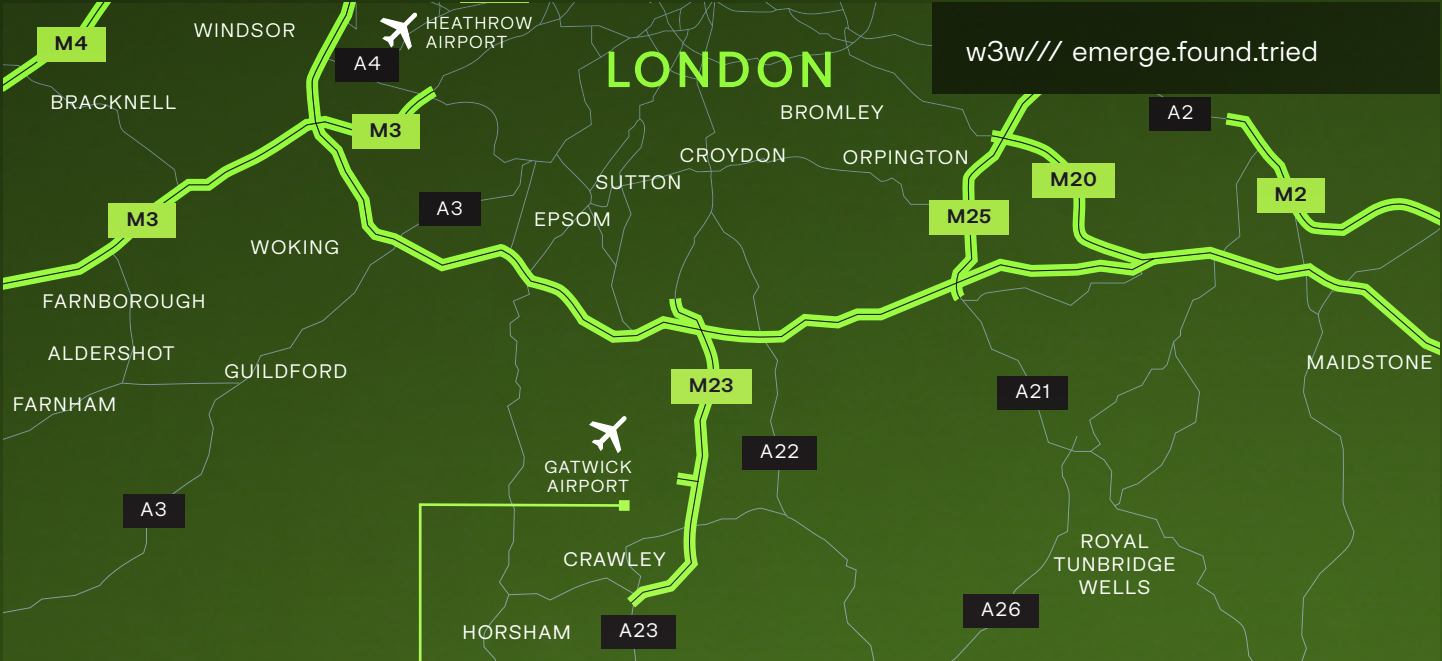 WINDSOR
HEATHROW
AIRPORT
M4
A4
LONDON
w3w/// emerge.found.tried
BRACKNELL
M3
BROMLEY
A2
CROYDON
ORPINGTON
SUTTON
M20
M2
M3
A3
EPSOM
M25
WOKING
FARNBOROUGH
ALDERSHOT
GUILDFORD
MAIDSTONE
FARNHAM
M23
A21
GATWICK
AIRPORT
A22
A3
CRAWLEY
ROYAL
TUNBRIDGE
WELLS
A26
HORSHAM
A23